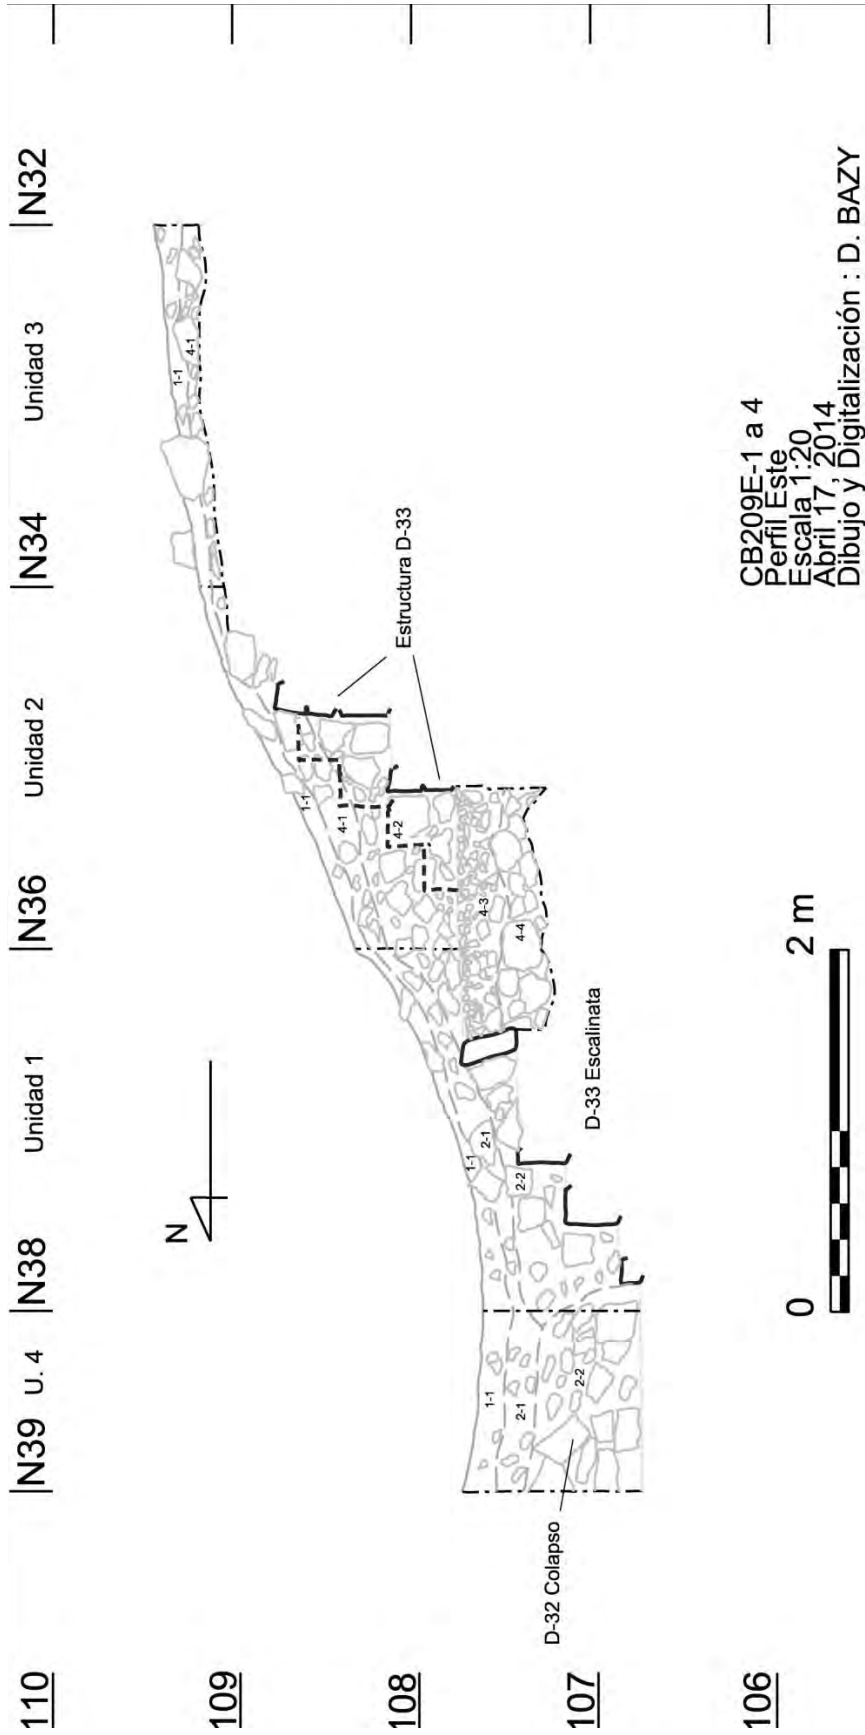 |N39
U. 4
|N38
Unidad 1
|N36
Unidad 2
|N34
Unidad 3
|N32
110
109
108
107
106
N
1-1
2-1
2-2
1-1
2-1
2-2
1-1
4-1
4-2
4-3
4-4
1-1
4-1
D-32 Colapso
D-33 Escalinata
Estructura D-33
0
2 m
CB209E-1 a 4
Perfil Este
Escala 1:20
Abril 17, 2014
Dibujo y Digitalización : D. BAZY